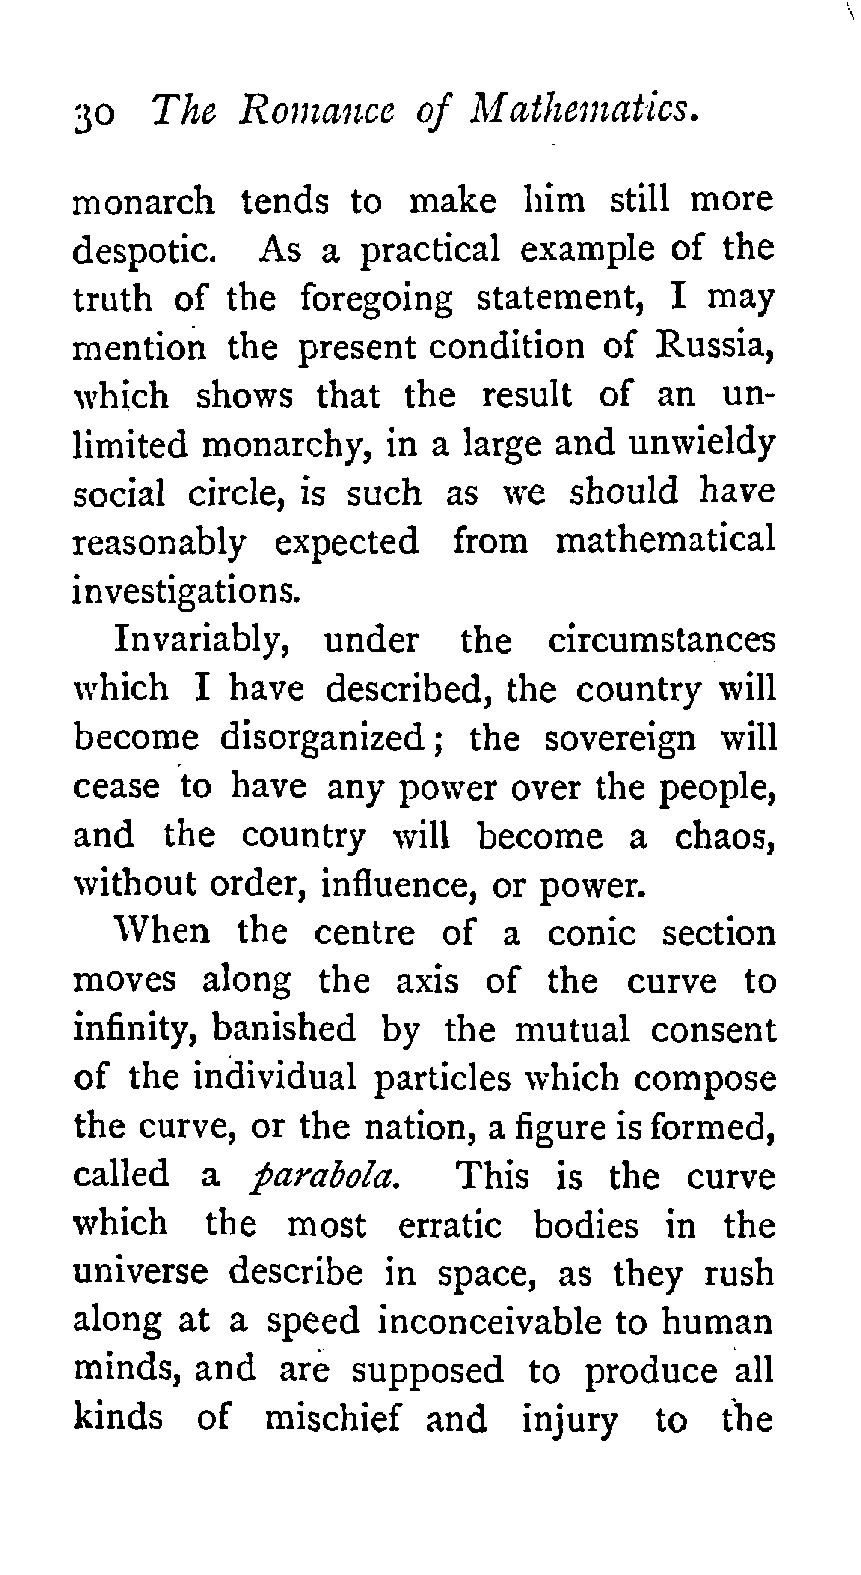 30 The Romance of Mathematics.
monarch tends to make him still more
despotic. As a practical example of the
truth of the foregoing statement, I may
mention the present condition of Russia,
which shows that the result of an un-
limited monarchy, in a large and unwieldy
social circle, is such as we should have
reasonably expected from mathematical
investigations.
Invariably, under the circumstances
which I have described, the country will
become disorganized; the sovereign will
cease to have any power over the people,
and the country will become a chaos,
without order, influence, or power.
When the centre of a conic section
moves along the axis of the curve to
infinity, banished by the mutual consent
of the individual particles which compose
the curve, or the nation, a figure is formed,
called a parabola. This is the curve
which the most erratic bodies in the
universe describe in space, as they rush
along at a speed inconceivable to human
minds, and are supposed to produce all
kinds of mischief and injury to the